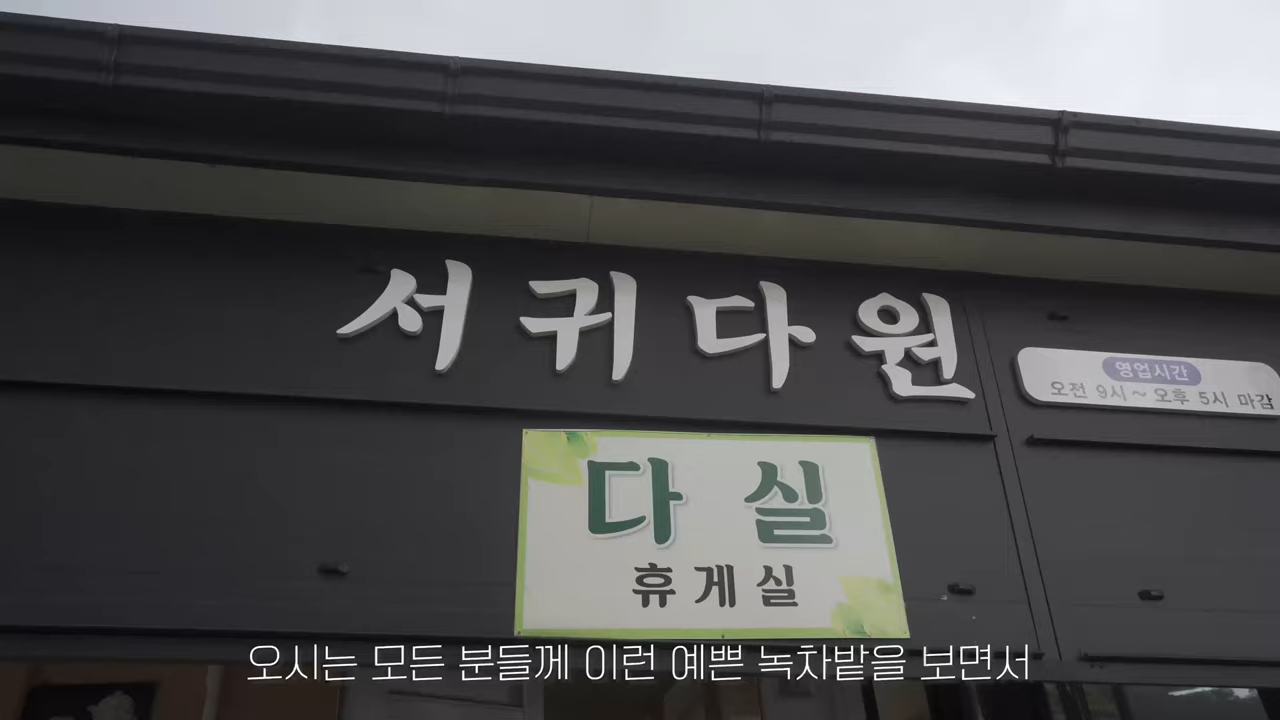 서귀다원
영업시간
오전 9시~오후 5시 마감
다실
휴게실
오시는 모든 분들께 이런 예쁜 녹차밭을 보면서